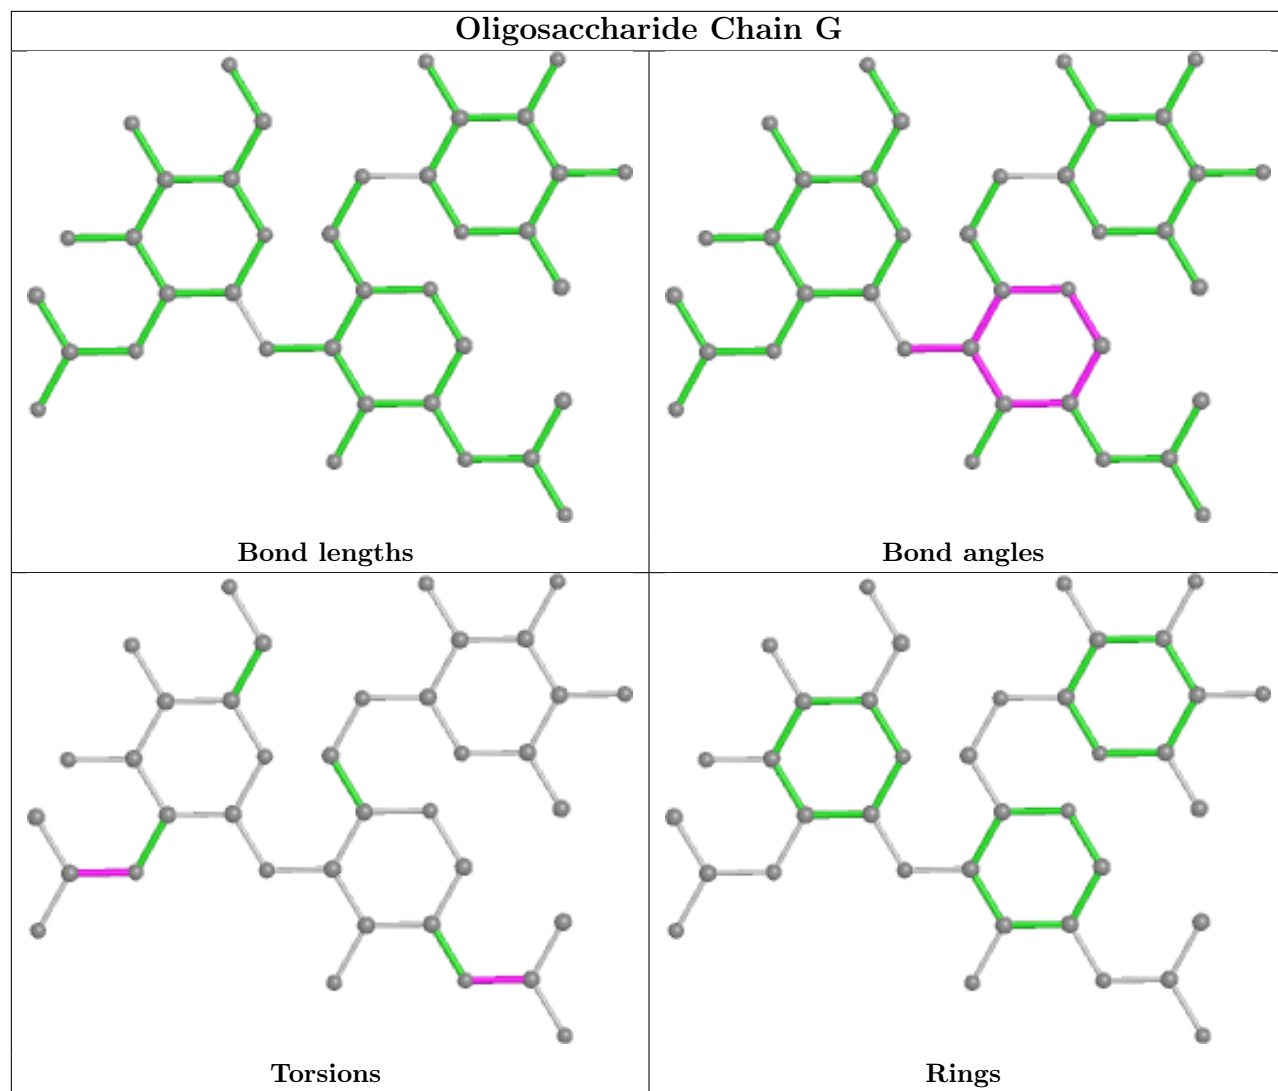 Oligosaccharide Chain G
Bond lengths
Bond angles
Torsions
Rings